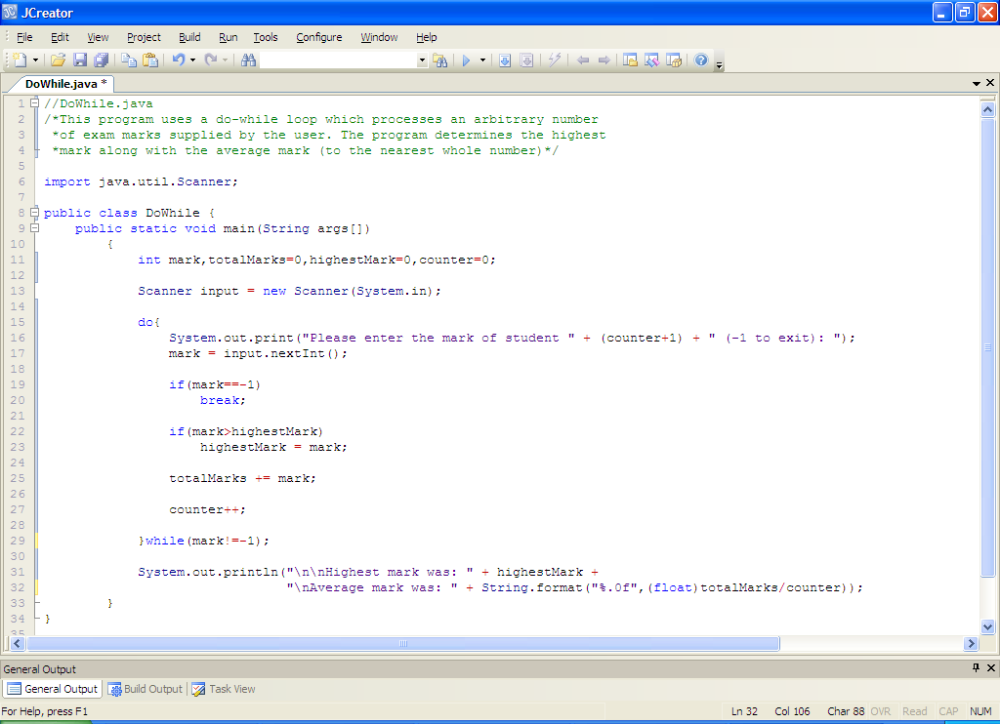 JCreator
File Edit View Project Build Run Tools Configure Window Help
DoWhile.java *
1 //DoWhile.java
2 /*This program uses a do-while loop which processes an arbitrary number
3 *of exam marks supplied by the user. The program determines the highest
4 *mark along with the average mark (to the nearest whole number)*/
5
6 import java.util.Scanner;
7
8 public class DoWhile {
9 public static void main(String args[])
10 {
11 int mark,totalMarks=0,highestMark=0,counter=0;
12
13 Scanner input = new Scanner(System.in);
14
15 do{
16 System.out.print("Please enter the mark of student " + (counter+1) + " (-1 to exit): ");
17 mark = input.nextInt();
18
19 if(mark==-1)
20 break;
21
22 if(mark>highestMark)
23 highestMark = mark;
24
25 totalMarks += mark;
26
27 counter++;
28
29 }while(mark!=-1);
30
31 System.out.println("\n\nHighest mark was: " + highestMark +
32 "\nAverage mark was: " + String.format("%.0f",(float)totalMarks/counter));
33 }
34 }
35
General Output
General Output Build Output Task View
For Help, press F1 Ln 32 Col 106 Char 88 OVR Read CAP NUM